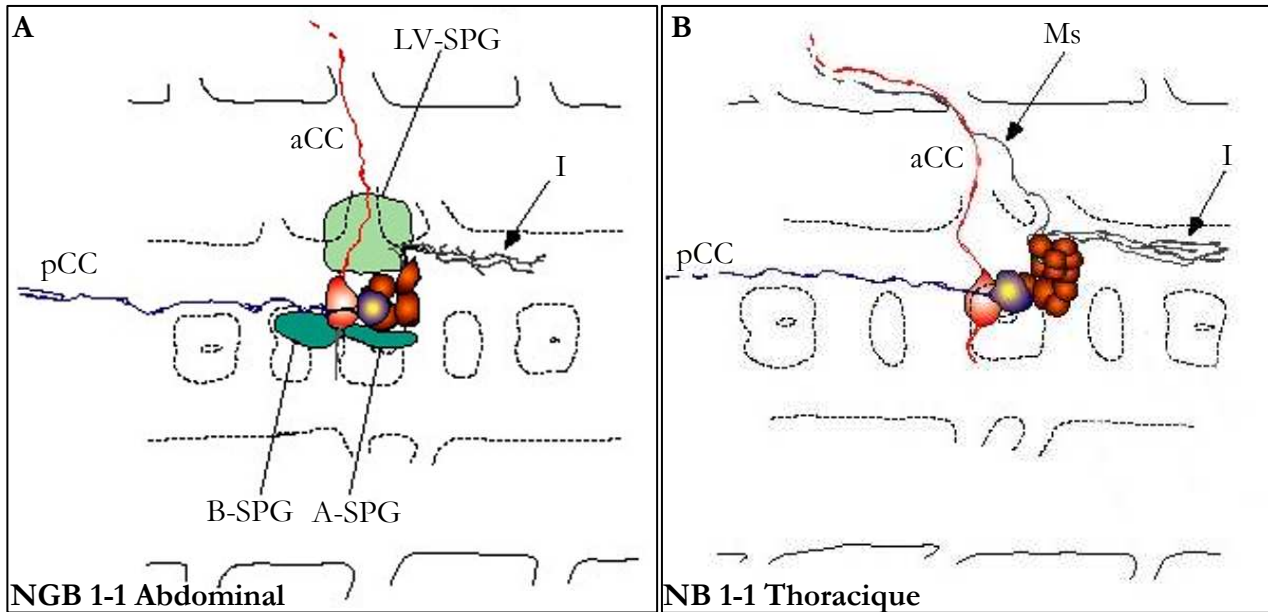 A
LV-SPG
aCC
I
pCC
B-SPG
A-SPG
NGB 1-1 Abdominal
B
Ms
aCC
I
pCC
NB 1-1 Thoracique